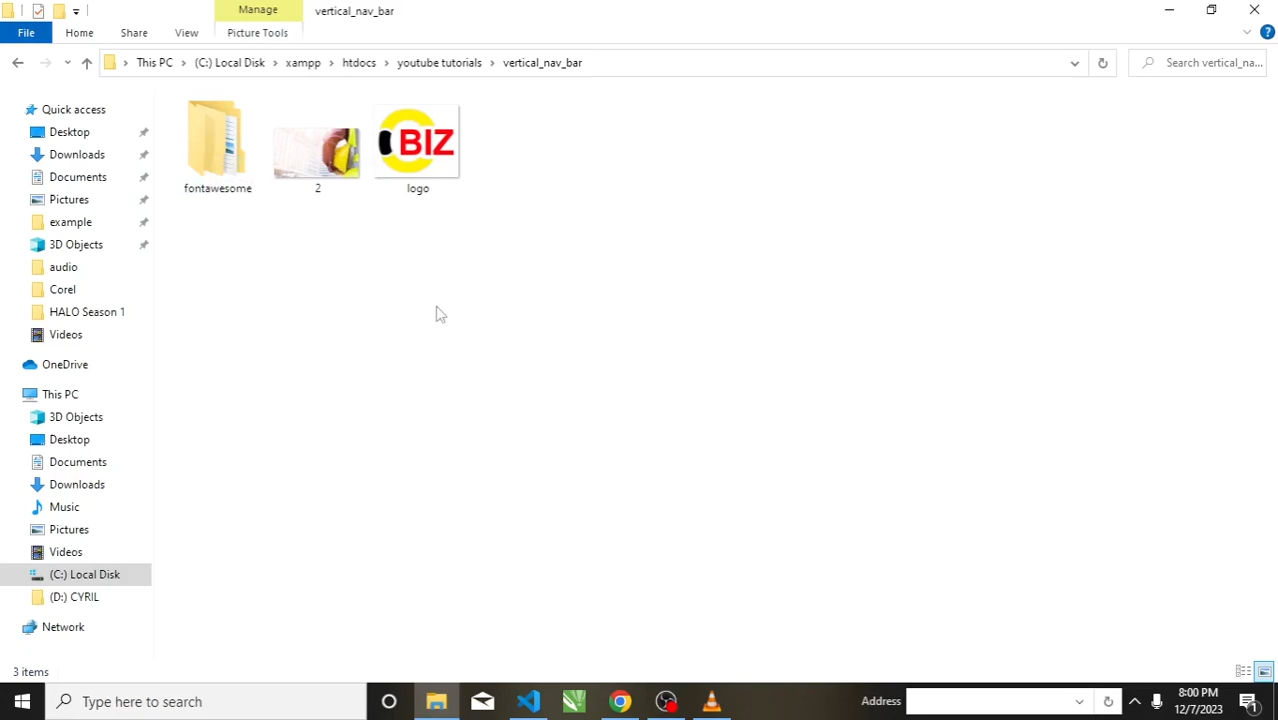 Manage
vertical_nav_bar
File
Home
Share
View
Picture Tools
This PC
(C:) Local Disk
xampp
htdocs
youtube tutorials
vertical_nav_bar
Search vertical_na...
Quick access
Desktop
Downloads
Documents
Pictures
example
3D Objects
audio
Corel
HALO Season 1
Videos
OneDrive
This PC
3D Objects
Desktop
Documents
Downloads
Music
Pictures
Videos
(C:) Local Disk
(D:) CYRIL
Network
BIZ
fontawesome
2
logo
3 items
Type here to search
Address
8:00 PM
12/7/2023
1